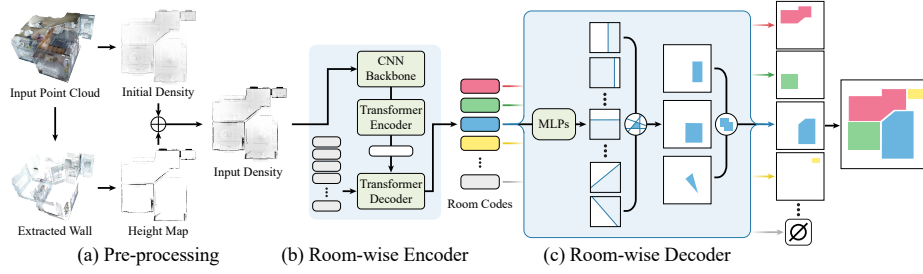 Input Point Cloud
Initial Density
Extracted Wall
Height Map
Input Density
(a) Pre-processing
CNN
Backbone
Transformer
Encoder
Transformer
Decoder
(b) Room-wise Encoder
Room Codes
MLPs
(c) Room-wise Decoder
∅